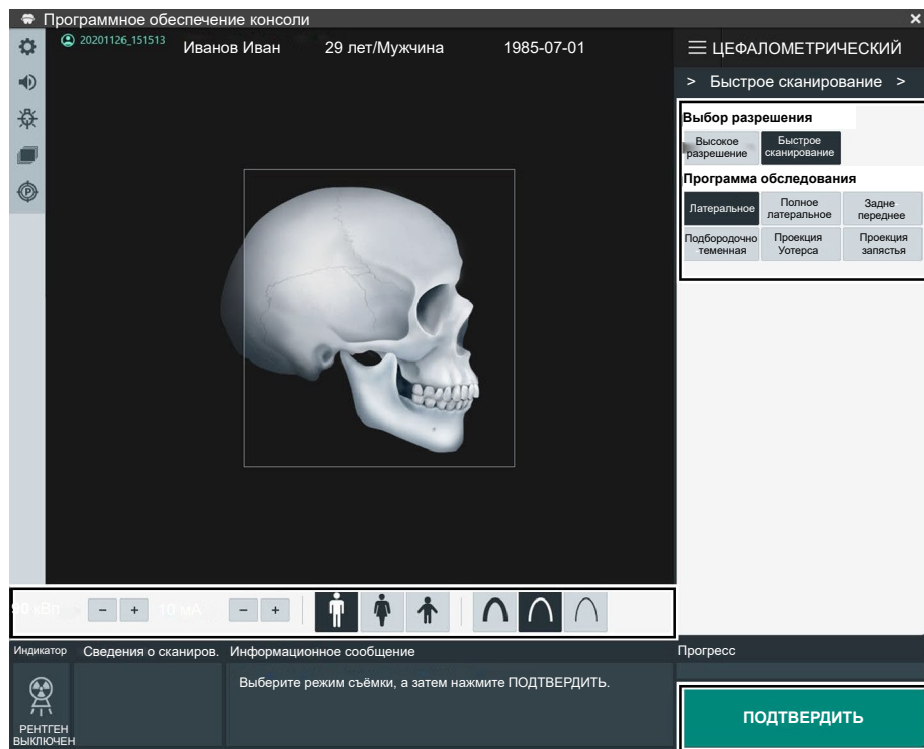 Программное обеспечение консоли
20201126_151513
Иванов Иван 29 лет/Мужчина 1985-07-01
ЦЕФАЛОМЕТРИЧЕСКИЙ
> Быстрое сканирование >
Выбор разрешения
Высокое разрешение
Быстрое сканирование
Программа обследования
Латеральное
Полное латеральное
Задне переднее
Подбородочно теменная
Проекция Уотерса
Проекция запястья
90 кВп - + 10 мА - +
Индикатор Сведения о сканиров. Информационное сообщение Прогресс
Выберите режим съёмки, а затем нажмите ПОДТВЕРДИТЬ.
РЕНТГЕН
ВЫКЛЮЧЕН
ПОДТВЕРДИТЬ